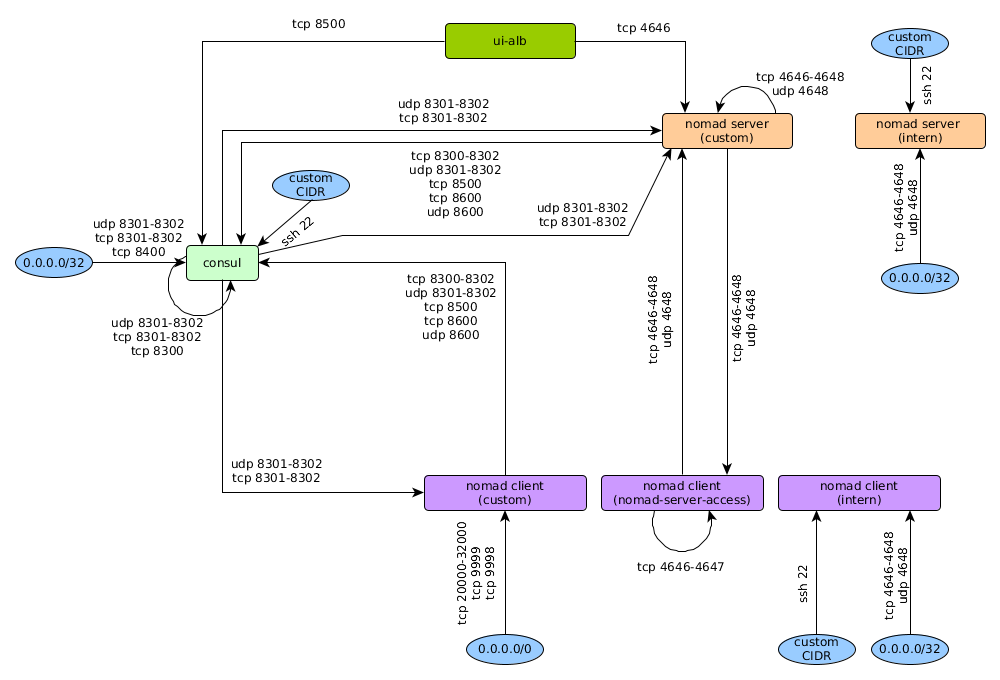 tcp 8500
ui-alb
tcp 4646
custom
CIDR
ssh 22
tcp 4646-4648
udp 4648
udp 8301-8302
tcp 8301-8302
nomad server
(custom)
nomad server
(intern)
tcp 8300-8302
udp 8301-8302
tcp 8500
tcp 8600
udp 8600
custom
CIDR
ssh 22
udp 8301-8302
tcp 8301-8302
tcp 4646-4648
udp 4648
udp 8301-8302
tcp 8301-8302
tcp 8400
0.0.0.0/32
consul
0.0.0.0/32
tcp 8300-8302
udp 8301-8302
tcp 8500
tcp 8600
udp 8600
udp 8301-8302
tcp 8301-8302
tcp 8300
tcp 4646-4648
udp 4648
tcp 4646-4648
udp 4648
udp 8301-8302
tcp 8301-8302
nomad client
(custom)
nomad client
(nomad-server-access)
nomad client
(intern)
tcp 20000-32000
tcp 9999
tcp 9998
tcp 4646-4647
ssh 22
tcp 4646-4648
udp 4648
0.0.0.0/0
custom
CIDR
0.0.0.0/32